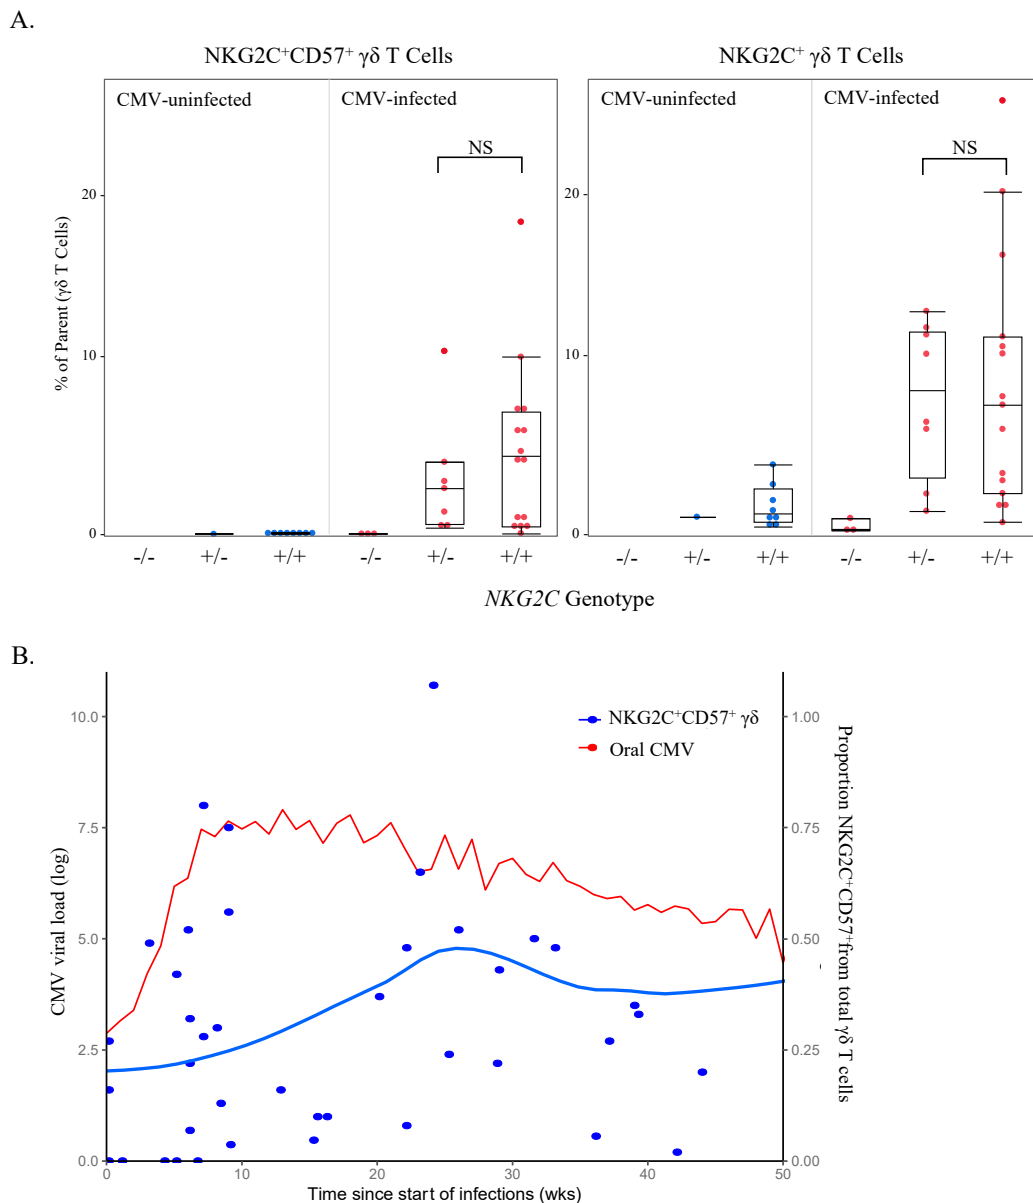 A.
NKG2C⁺CD57⁺ γδ T Cells
NKG2C⁺ γδ T Cells
CMV-uninfected
CMV-infected
CMV-uninfected
CMV-infected
NS
NS
% of Parent (γδ T Cells)
20
10
0
20
10
0
-/- +/- +/+ -/- +/- +/+
-/- +/- +/+ -/- +/- +/+
NKG2C Genotype
B.
CMV viral load (log)
10.0
7.5
5.0
2.5
0.0
NKG2C⁺CD57⁺ γδ
Oral CMV
1.00
0.75
0.50
0.25
0.00
Proportion NKG2C⁺CD57⁺from total γδ T cells
0 10 20 30 40 50
Time since start of infections (wks)